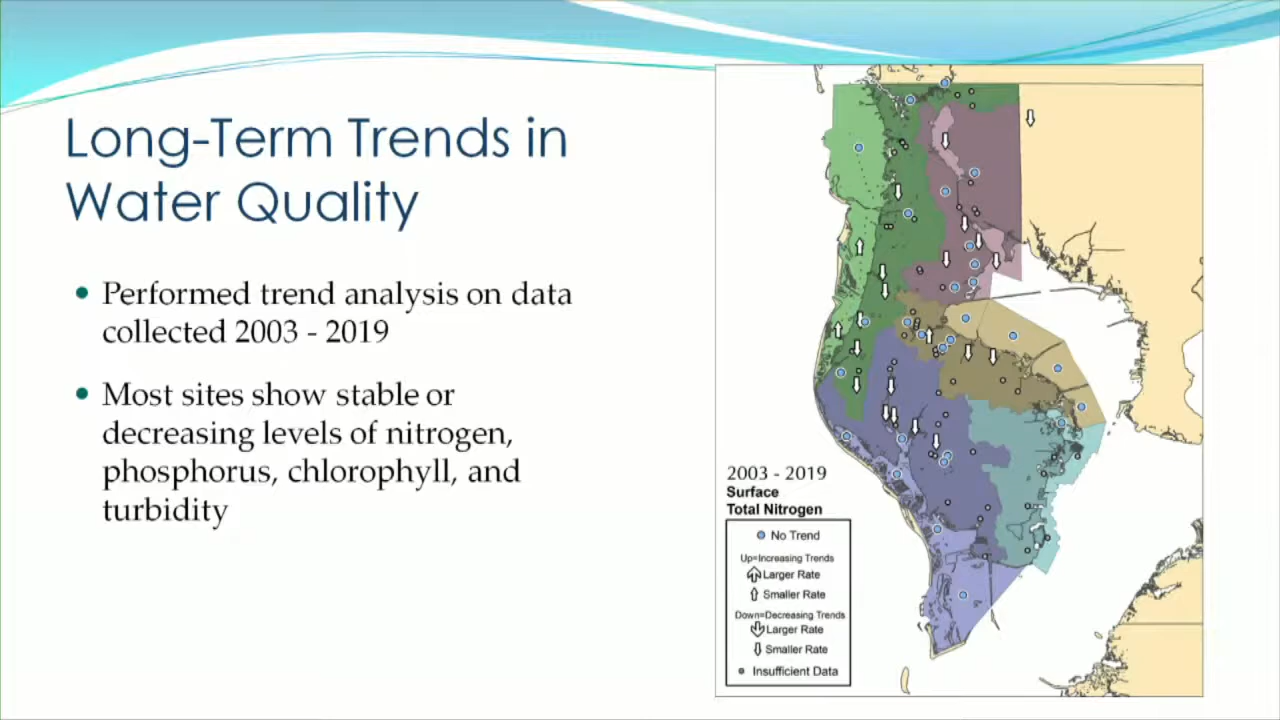 Long-Term Trends in
Water Quality
• Performed trend analysis on data
collected 2003 - 2019
• Most sites show stable or
decreasing levels of nitrogen,
phosphorus, chlorophyll, and
turbidity
2003 - 2019
Surface
Total Nitrogen
No Trend
Up=Increasing Trends
Larger Rate
Smaller Rate
Down=Decreasing Trends
Larger Rate
Smaller Rate
Insufficient Data